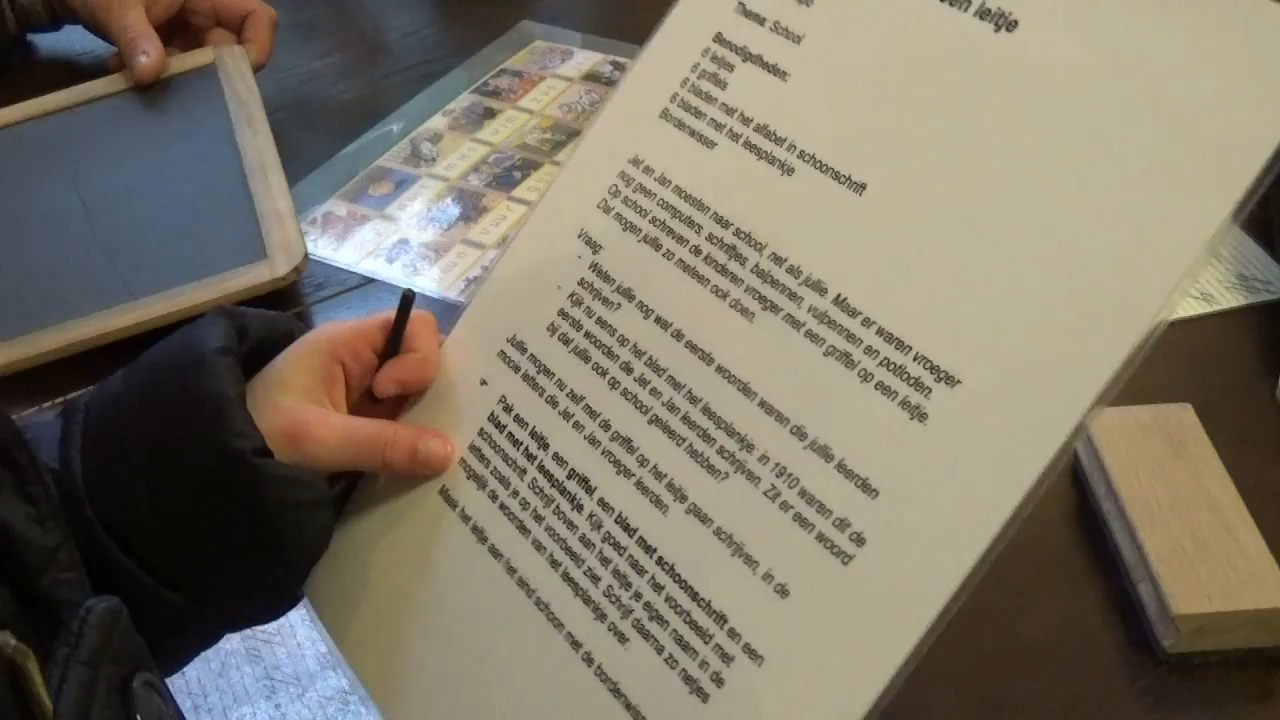 een leitje
Thema: School
Benodigdheden:
6 leitjes
6 griffels
6 bladen met het alfabet in schoonschrift
6 bladen met het leesplankje
Bordenwisser
Jet en Jan moesten naar school, net als jullie. Maar er waren vroeger
nog geen computers, schriftjes, balpennen, vulpennen en potloden.
Op school schreven de kinderen vroeger met een griffel op een leitje.
Dat mogen jullie zo meteen ook doen.
Vraag:
- Weten jullie nog wat de eerste woorden waren die jullie leerden
schrijven?
- Kijk nu eens op het blad met het leesplankje: in 1910 waren dit de
eerste woorden die Jet en Jan leerden schrijven. Zit er een woord
bij dat jullie ook op school geleerd hebben?
Jullie mogen nu zelf met de griffel op het leitje gaan schrijven, in de
mooie letters die Jet en Jan vroeger leerden.
Pak een leitje, een griffel, een blad met schoonschrift en een
blad met het leesplankje. Kijk goed naar het voorbeeld met
schoonschrift. Schrijf boven aan het leitje je eigen naam in de
letters zoals je op het voorbeeld ziet. Schrijf daarna zo netjes
mogelijk de woorden van het leesplankje over.
Maak het leitje aan het eind schoon met de bordenwiss